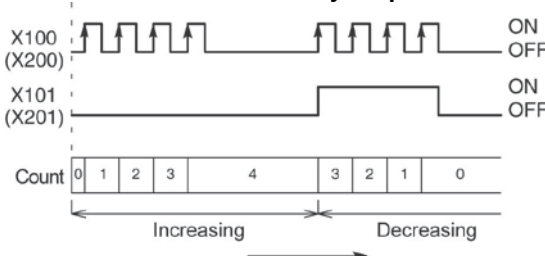 X100
(X200)
ON
OFF
X101
(X201)
ON
OFF
Count 0 1 2 3 4 3 2 1 0
Increasing Decreasing